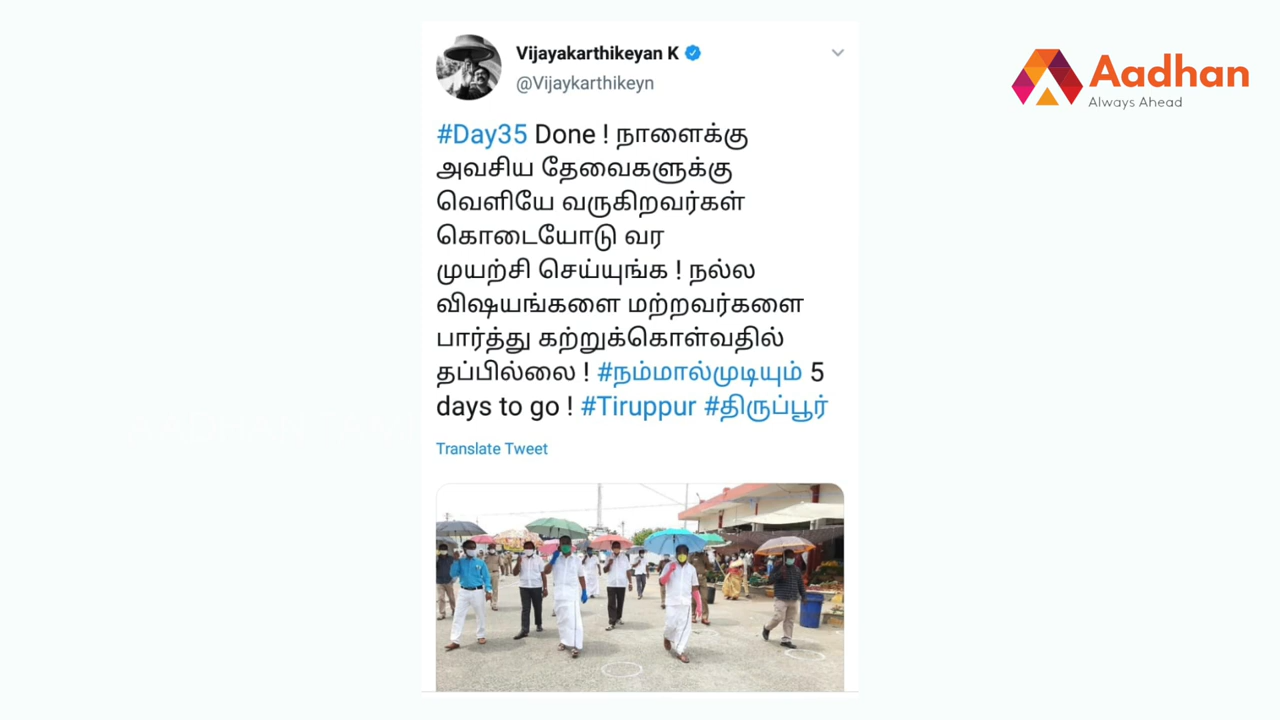 Vijayakarthikeyan K
@Vijaykarthikeyn
#Day35 Done ! நாளைக்கு
அவசிய தேவைகளுக்கு
வெளியே வருகிறவர்கள்
கொடையோடு வர
முயற்சி செய்யுங்க ! நல்ல
விஷயங்களை மற்றவர்களை
பார்த்து கற்றுக்கொள்வதில்
தப்பில்லை ! #நம்மால்முடியும் 5
days to go ! #Tiruppur #திருப்பூர்
Translate Tweet
Aadhan
Always Ahead